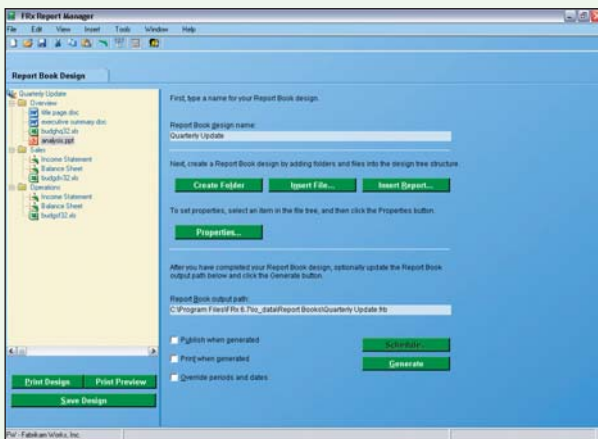 FRx Report Manager
File Edit View Insert Tools Window Help
Report Book Design
Quarterly Update
Overview
title page.doc
executive summary.doc
budghq32.xls
analysis.ppt
Sales
Income Statement
Balance Sheet
budgdv32.xls
Operations
Income Statement
Balance Sheet
First, type a name for your Report Book design.
Report Book design name:
Quarterly Update
Next, create a Report Book design by adding folders and files into the design tree structure.
Create Folder Insert File... Insert Report...
To set properties, select an item in the file tree, and then click the Properties button.
Properties...
After you have completed your Report Book design, optionally update the Report Book
output path below and click the Generate button.
Report Book output path:
C:\Program Files\FRx 6.7\io_data\Report Books\Quarterly Update.frb
Publish when generated
Schedule...
Print when generated
Generate
Override periods and dates
Print Design Print Preview
Save Design
FW - Fabrikam Works, Inc.